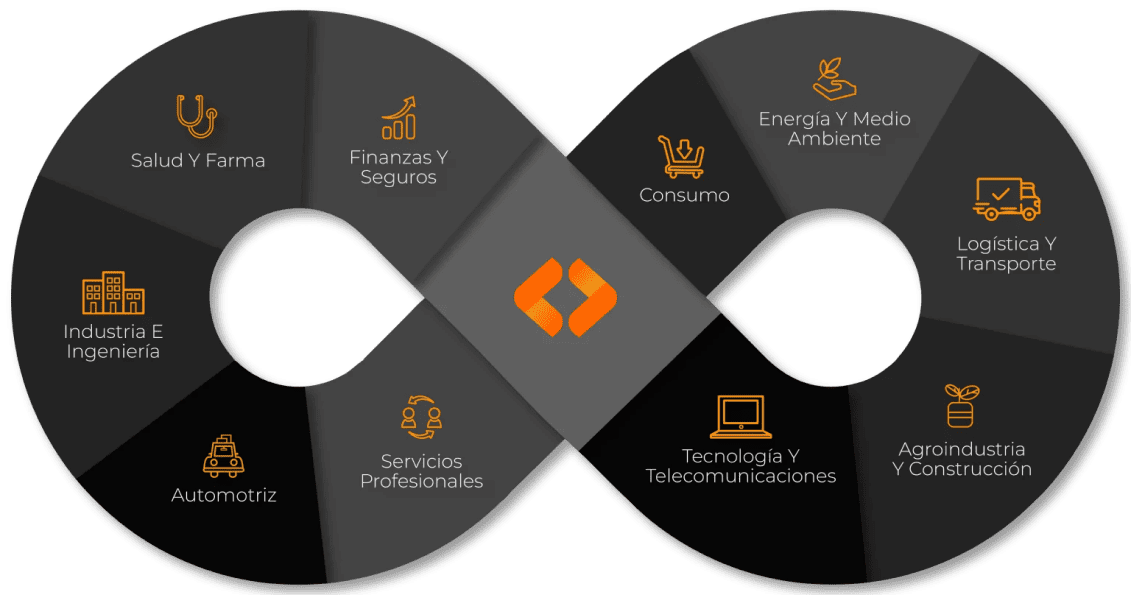 Salud Y Farma
Finanzas Y
Seguros
Industria E
Ingeniería
Automotriz
Servicios
Profesionales
Consumo
Energía Y Medio
Ambiente
Logística Y
Transporte
Tecnología Y
Telecomunicaciones
Agroindustria
Y Construcción